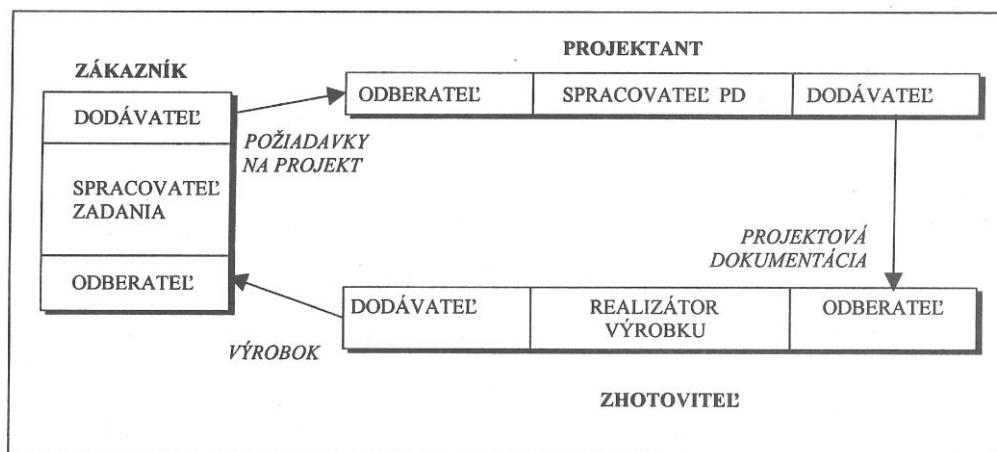 PROJEKTANT
ZÁKAZNÍK
ODBERATEĽ
SPRACOVATEĽ PD
DODÁVATEĽ
DODÁVATEĽ
POŽIADAVKY
NA PROJEKT
SPRACOVATEĽ
ZADANIA
ODBERATEĽ
PROJEKTOVÁ
DOKUMENTÁCIA
DODÁVATEĽ
REALIZÁTOR
VÝROBKU
ODBERATEĽ
VÝROBOK
ZHOTOVITEĽ